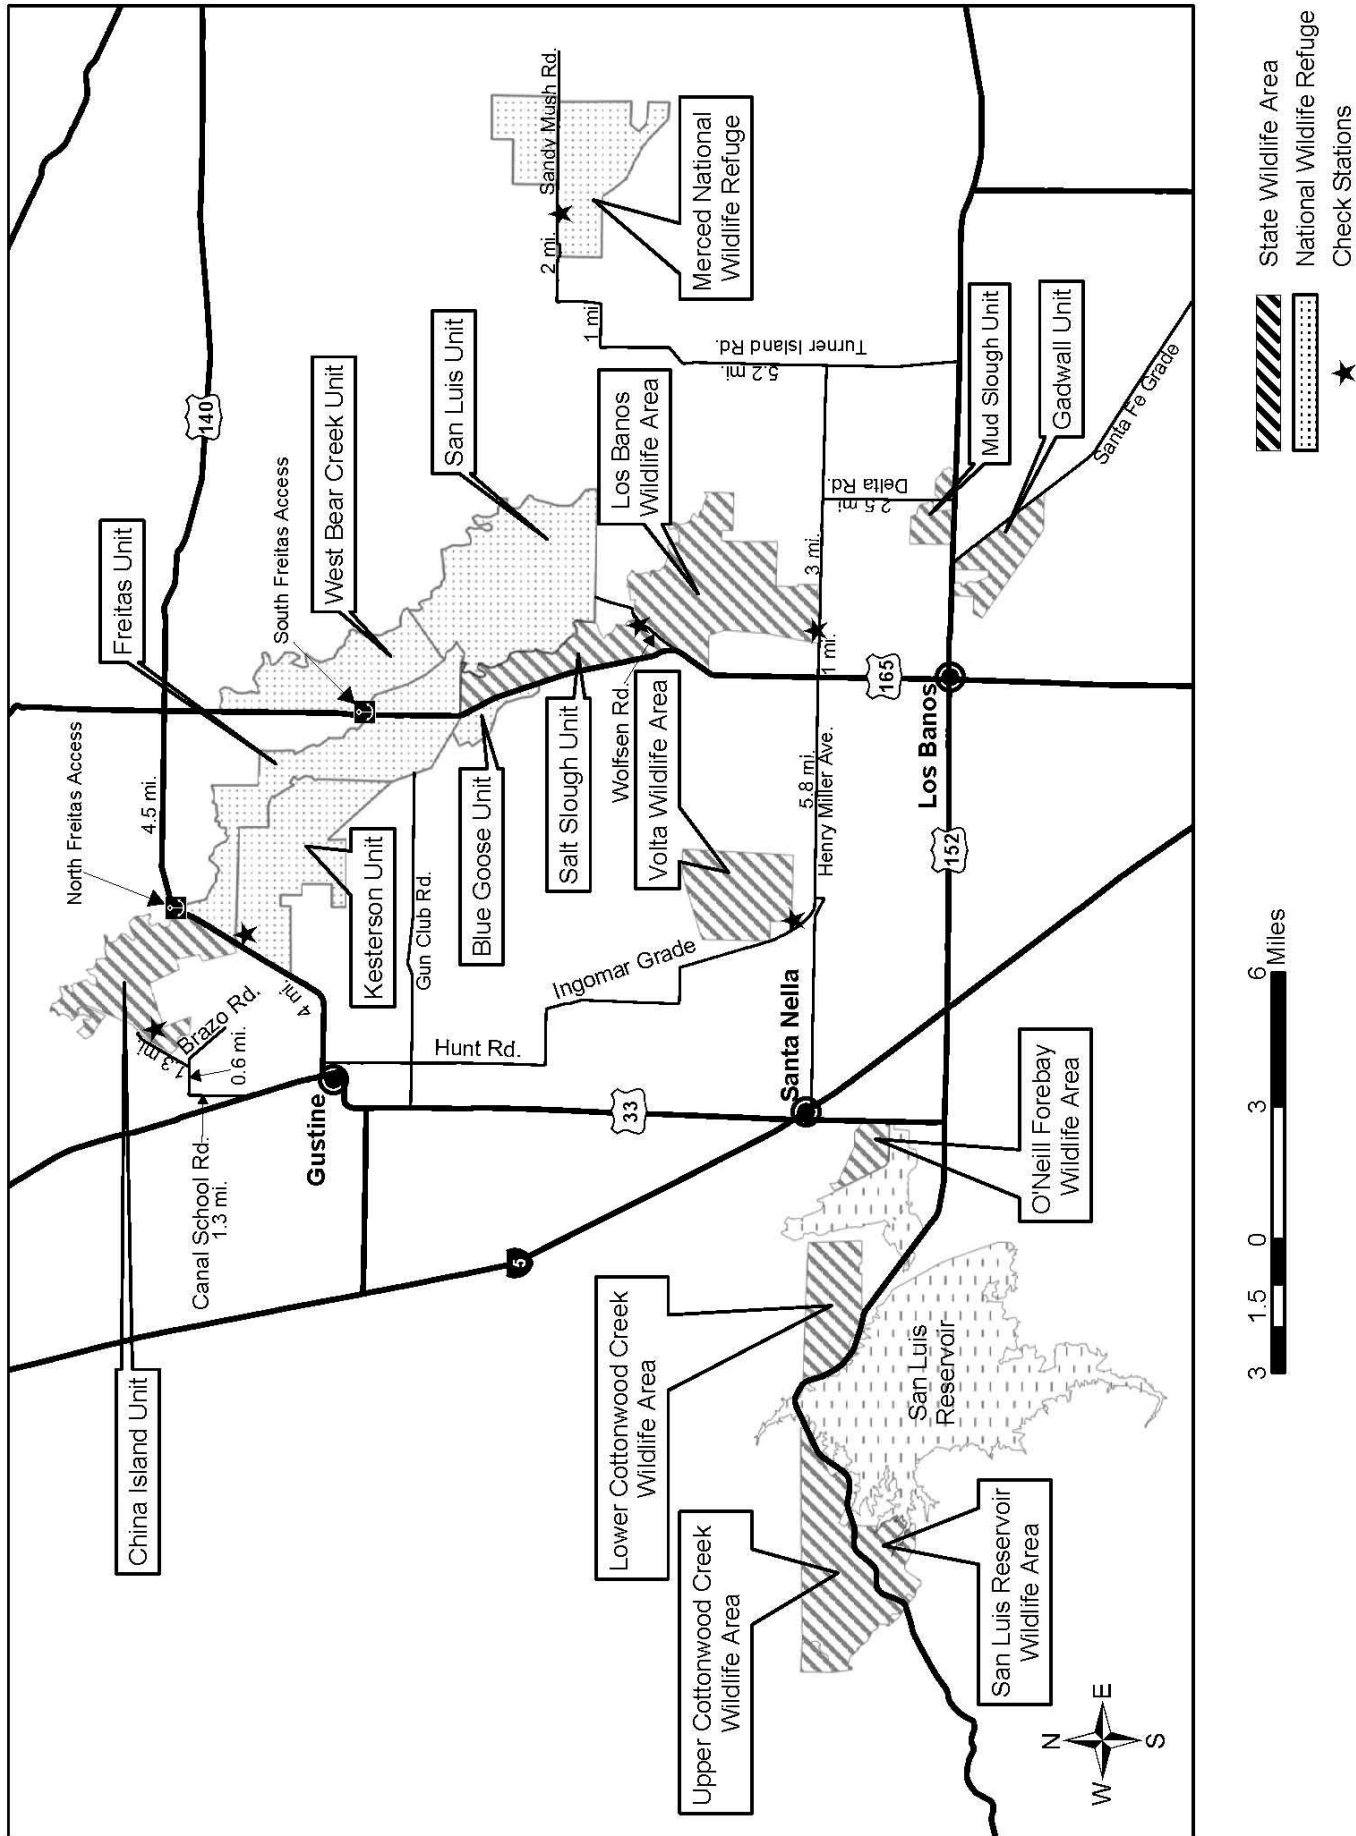 140
North Freitas Access
4.5 mi.
Freitas Unit
South Freitas Access
West Bear Creek Unit
San Luis Unit
Los Banos
Wildlife Area
Sandy Mush Rd.
2 mi.
1 mi
Merced National
Wildlife Refuge
Turner Island Rd.
5.2 mi.
China Island Unit
Canal School Rd.
1.3 mi.
Brazo Rd.
1.3 mi.
0.6 mi.
4 mi.
Gustine
Kesterson Unit
Gun Club Rd.
Hunt Rd.
Blue Goose Unit
Salt Slough Unit
Wolfsen Rd.
Volta Wildlife Area
Ingomar Grade
33
5
Santa Nella
5.8 mi.
Henry Miller Ave.
1 mi.
3 mi.
Delta Rd.
2.5 mi.
165
Los Banos
152
Mud Slough Unit
Gadwall Unit
Santa Fe Grade
Lower Cottonwood Creek
Wildlife Area
Upper Cottonwood Creek
Wildlife Area
San Luis
Reservoir
San Luis Reservoir
Wildlife Area
O'Neill Forebay
Wildlife Area
N
W
E
S
3
1.5
0
3
6
Miles
State Wildlife Area
National Wildlife Refuge
Check Stations